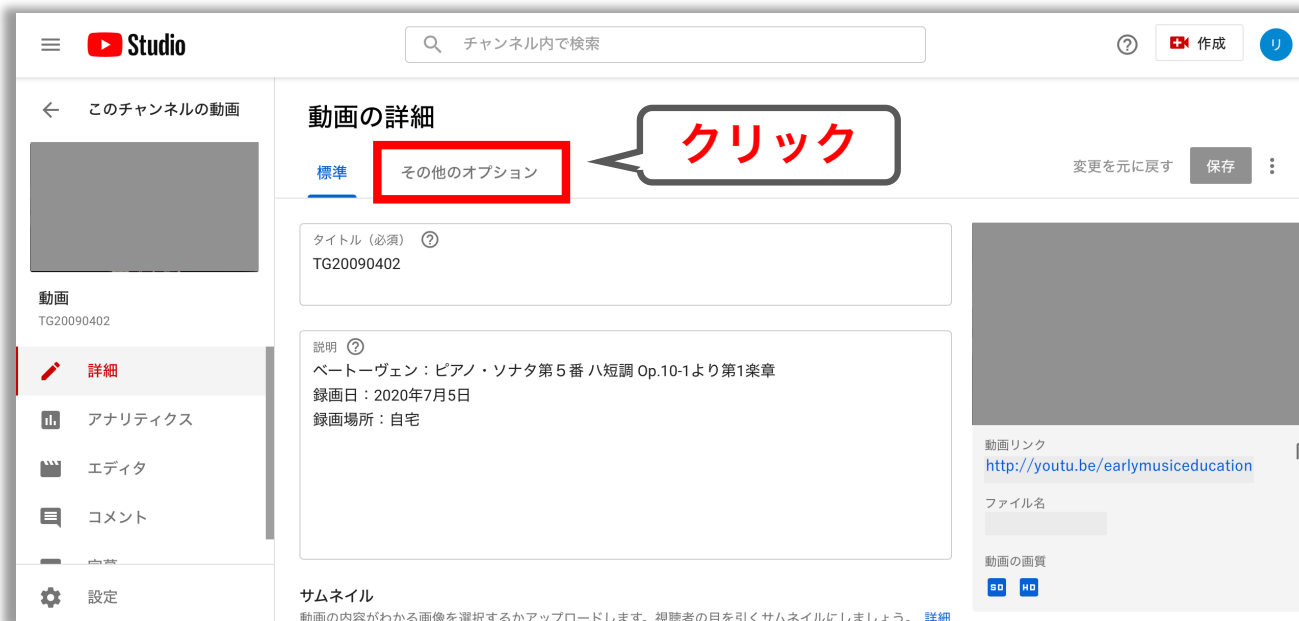 Studio
チャンネル内で検索
作成
リ
このチャンネルの動画
動画
TG20090402
詳細
アナリティクス
エディタ
コメント
設定
動画の詳細
標準
その他のオプション
クリック
変更を元に戻す
保存
タイトル（必須）
TG20090402
説明
ベートーヴェン：ピアノ・ソナタ第５番 ハ短調 Op.10-1より第1楽章
録画日：2020年7月5日
録画場所：自宅
サムネイル
動画の内容がわかる画像を選択するかアップロードします。視聴者の目を引くサムネイルにしましょう。 詳細
動画リンク
http://youtu.be/earlymusiceducation
ファイル名
動画の画質
SD HD